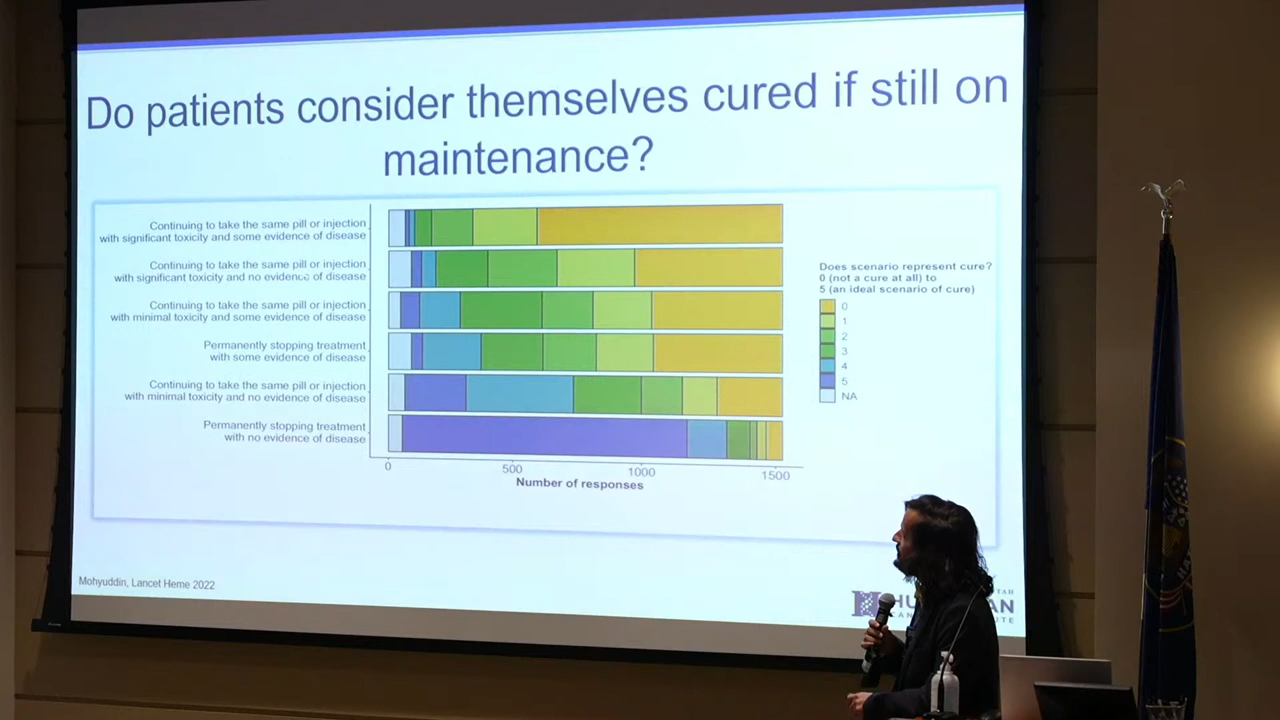 Do patients consider themselves cured if still on
maintenance?
Continuing to take the same pill or injection
with significant toxicity and some evidence of disease
Continuing to take the same pill or injection
with significant toxicity and no evidence of disease
Continuing to take the same pill or injection
with minimal toxicity and some evidence of disease
Permanently stopping treatment
with some evidence of disease
Continuing to take the same pill or injection
with minimal toxicity and no evidence of disease
Permanently stopping treatment
with no evidence of disease
0
500
1000
1500
Number of responses
Does scenario represent cure?
0 (not a cure at all) to
5 (an ideal scenario of cure)
0
1
2
3
4
5
NA
Mohyuddin, Lancet Heme 2022